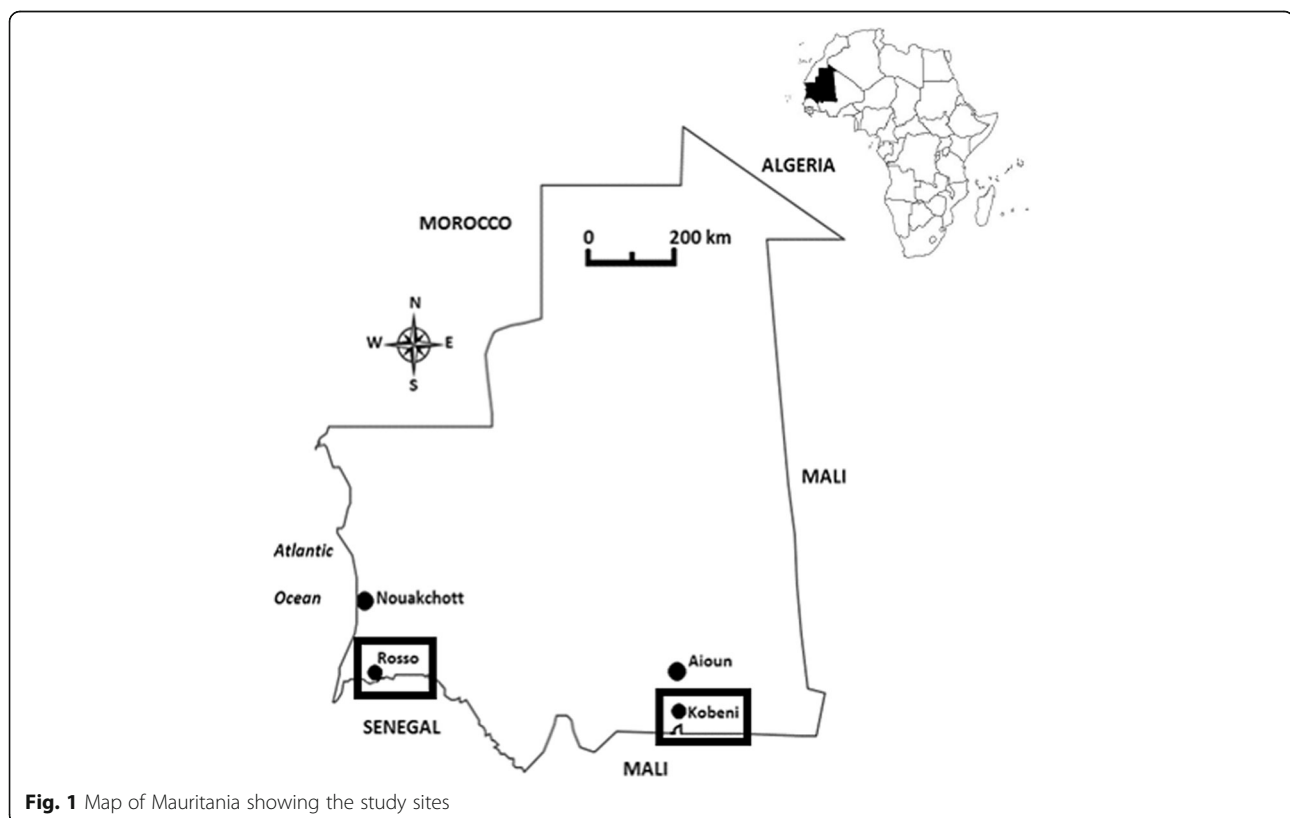 ALGERIA
MOROCCO
0 200 km
N
W E
S
MALI
Atlantic
Ocean
Nouakchott
Rosso
Aioun
Kobeni
SENEGAL
MALI
Fig. 1 Map of Mauritania showing the study sites